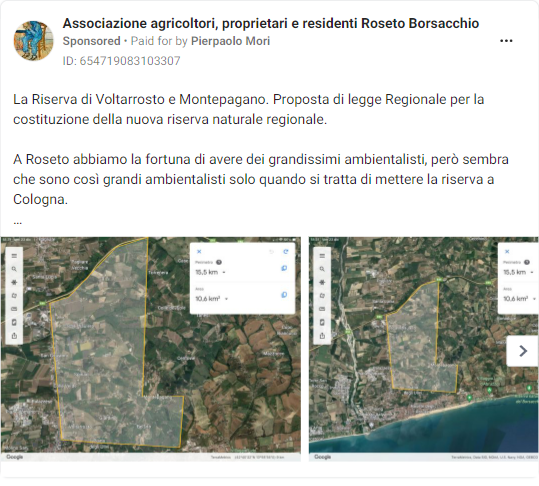 Associazione agricoltori, proprietari e residenti Roseto Borsacchio
Sponsored • Paid for by Pierpaolo Mori
ID: 654719083103307
La Riserva di Voltarrosto e Montepagano. Proposta di legge Regionale per la
costituzione della nuova riserva naturale regionale.
A Roseto abbiamo la fortuna di avere dei grandissimi ambientalisti, però sembra
che sono così grandi ambientalisti solo quando si tratta di mettere la riserva a
Cologna.
...
Perimetro
15,5 km
Area
10,6 km²
Google
Perimetro
15,5 km
Area
10,6 km²
Google